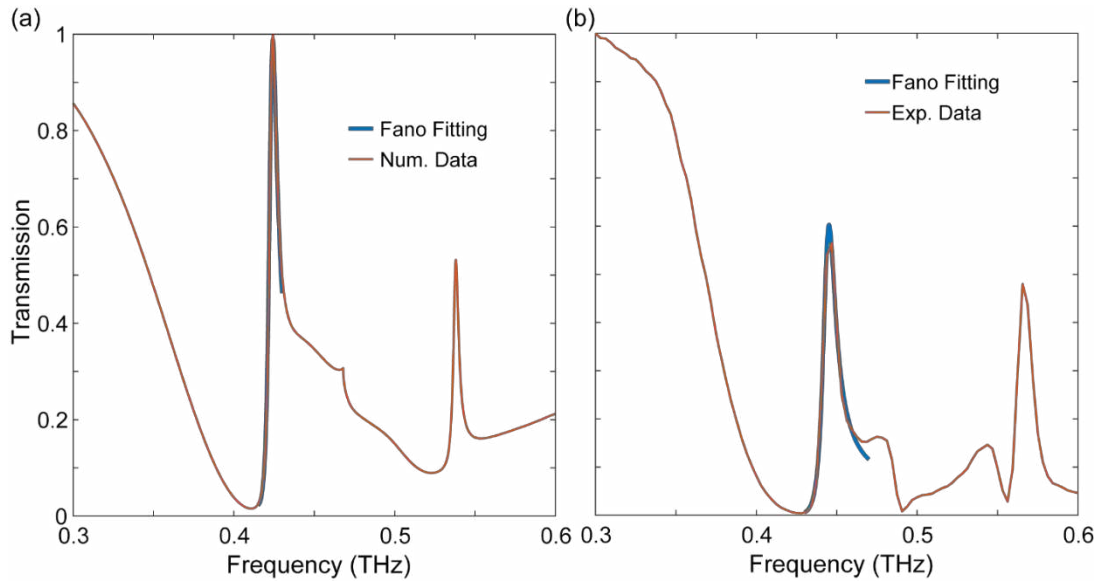 (a)
Transmission
1
0.8
0.6
0.4
0.2
0
Fano Fitting
Num. Data
0.3
0.4
0.5
0.6
Frequency (THz)
(b)
Fano Fitting
Exp. Data
0.3
0.4
0.5
0.6
Frequency (THz)